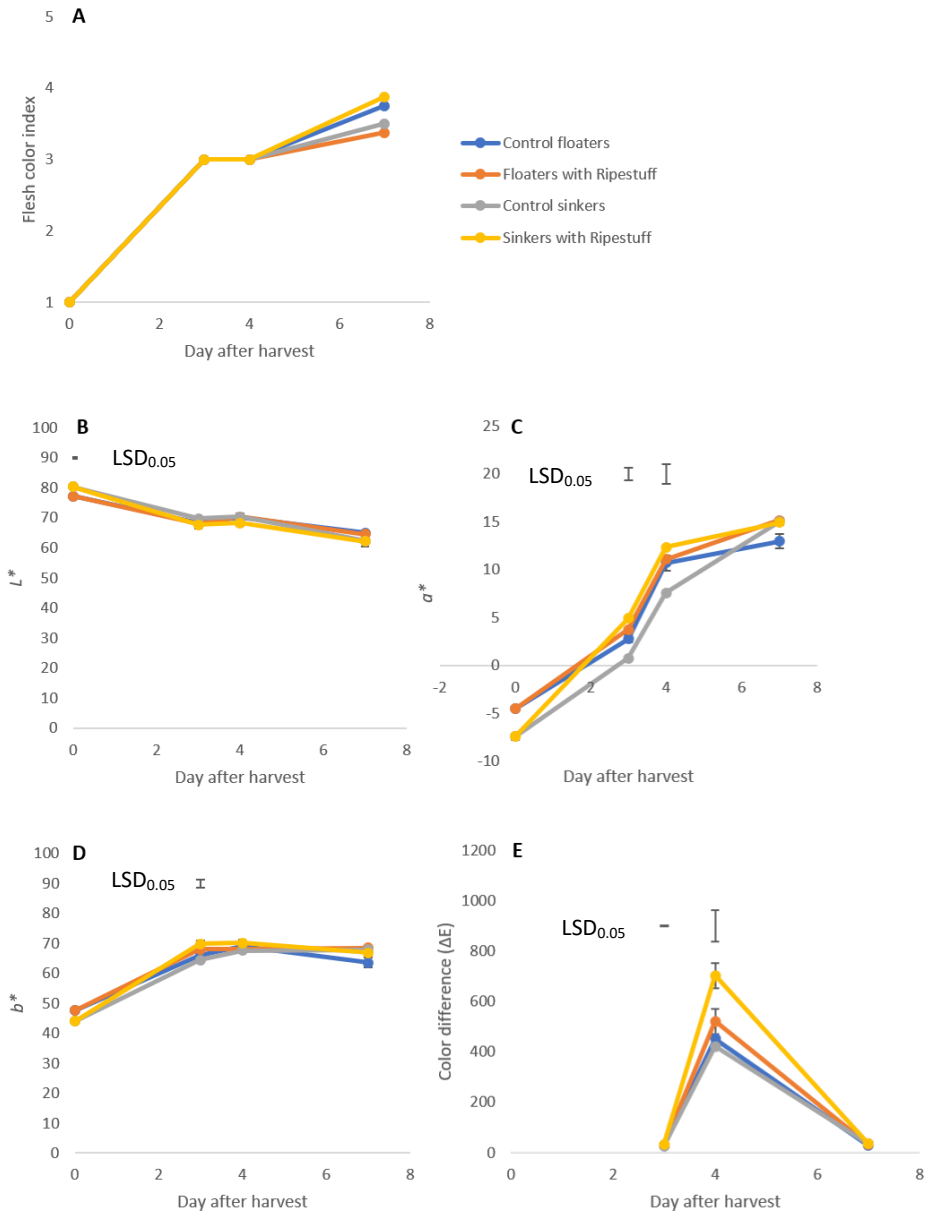 A
5
4
3
2
1
0 2 4 6 8
Flesh color index
Day after harvest
Control floaters
Floaters with Ripestuff
Control sinkers
Sinkers with Ripestuff
B
100
90
80
70
60
50
40
30
20
10
0
LSD0.05
L*
0 2 4 6 8
Day after harvest
C
25
20
15
10
5
0
-5
-10
LSD0.05
a*
-2 0 2 4 6 8
Day after harvest
D
100
90
80
70
60
50
40
30
20
10
0
LSD0.05
b*
0 2 4 6 8
Day after harvest
E
1200
1000
800
600
400
200
0
LSD0.05
Color difference (ΔE)
0 2 4 6 8
Day after harvest